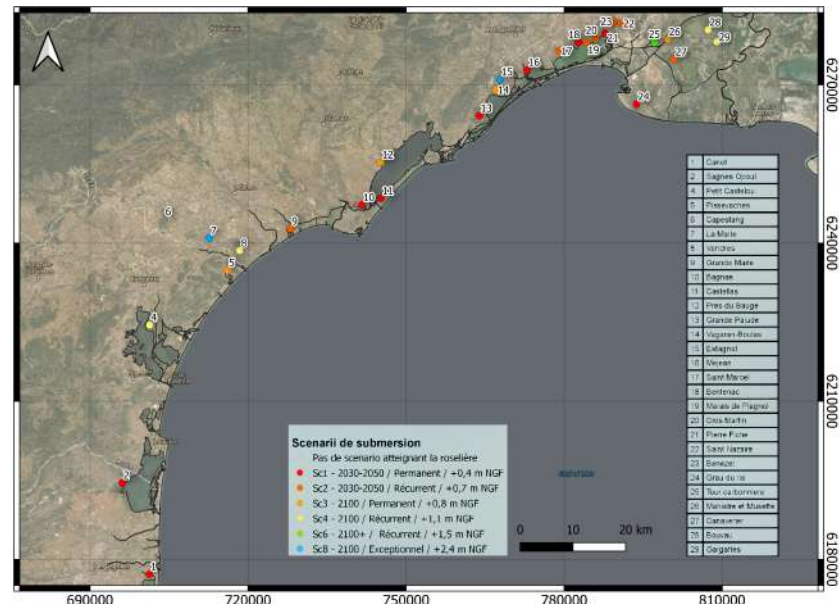 6270000
6240000
6210000
6180000
690000
720000
750000
780000
810000
1
2
4
5
6
7
8
9
10
11
12
13
14
15
16
17
18
19
20
21
22
23
24
25
26
27
28
29
Scenarii de submersion
Pas de scenario atteignant la roselière
Sc1 - 2030-2050 / Permanent / +0,4 m NGF
Sc2 - 2030-2050 / Récurrent / +0,7 m NGF
Sc3 - 2100 / Permanent / +0,8 m NGF
Sc4 - 2100 / Récurrent / +1,1 m NGF
Sc6 - 2100+ / Récurrent / +1,5 m NGF
Sc8 - 2100 / Exceptionnel / +2,4 m NGF
0 10 20 km
1 Canet
2 Sagnes Opoul
4 Petit Castelou
5 Pissevaches
6 Capestang
7 La Matte
8 Vendres
9 Grande Maïre
10 Bagnas
11 Castellas
12 Pres du Bauge
13 Grande Palude
14 Vagaran-Boulas
15 Estagnol
16 Mejean
17 Saint Marcel
18 Bentenac
19 Marais de Plagnol
20 Cros Martin
21 Pierre Fiche
22 Saint Nazaire
23 Benezet
24 Grau du roi
25 Tour carbonniere
26 Mahistre et Musette
27 Canavérier
28 Bouvau
29 Gargattes